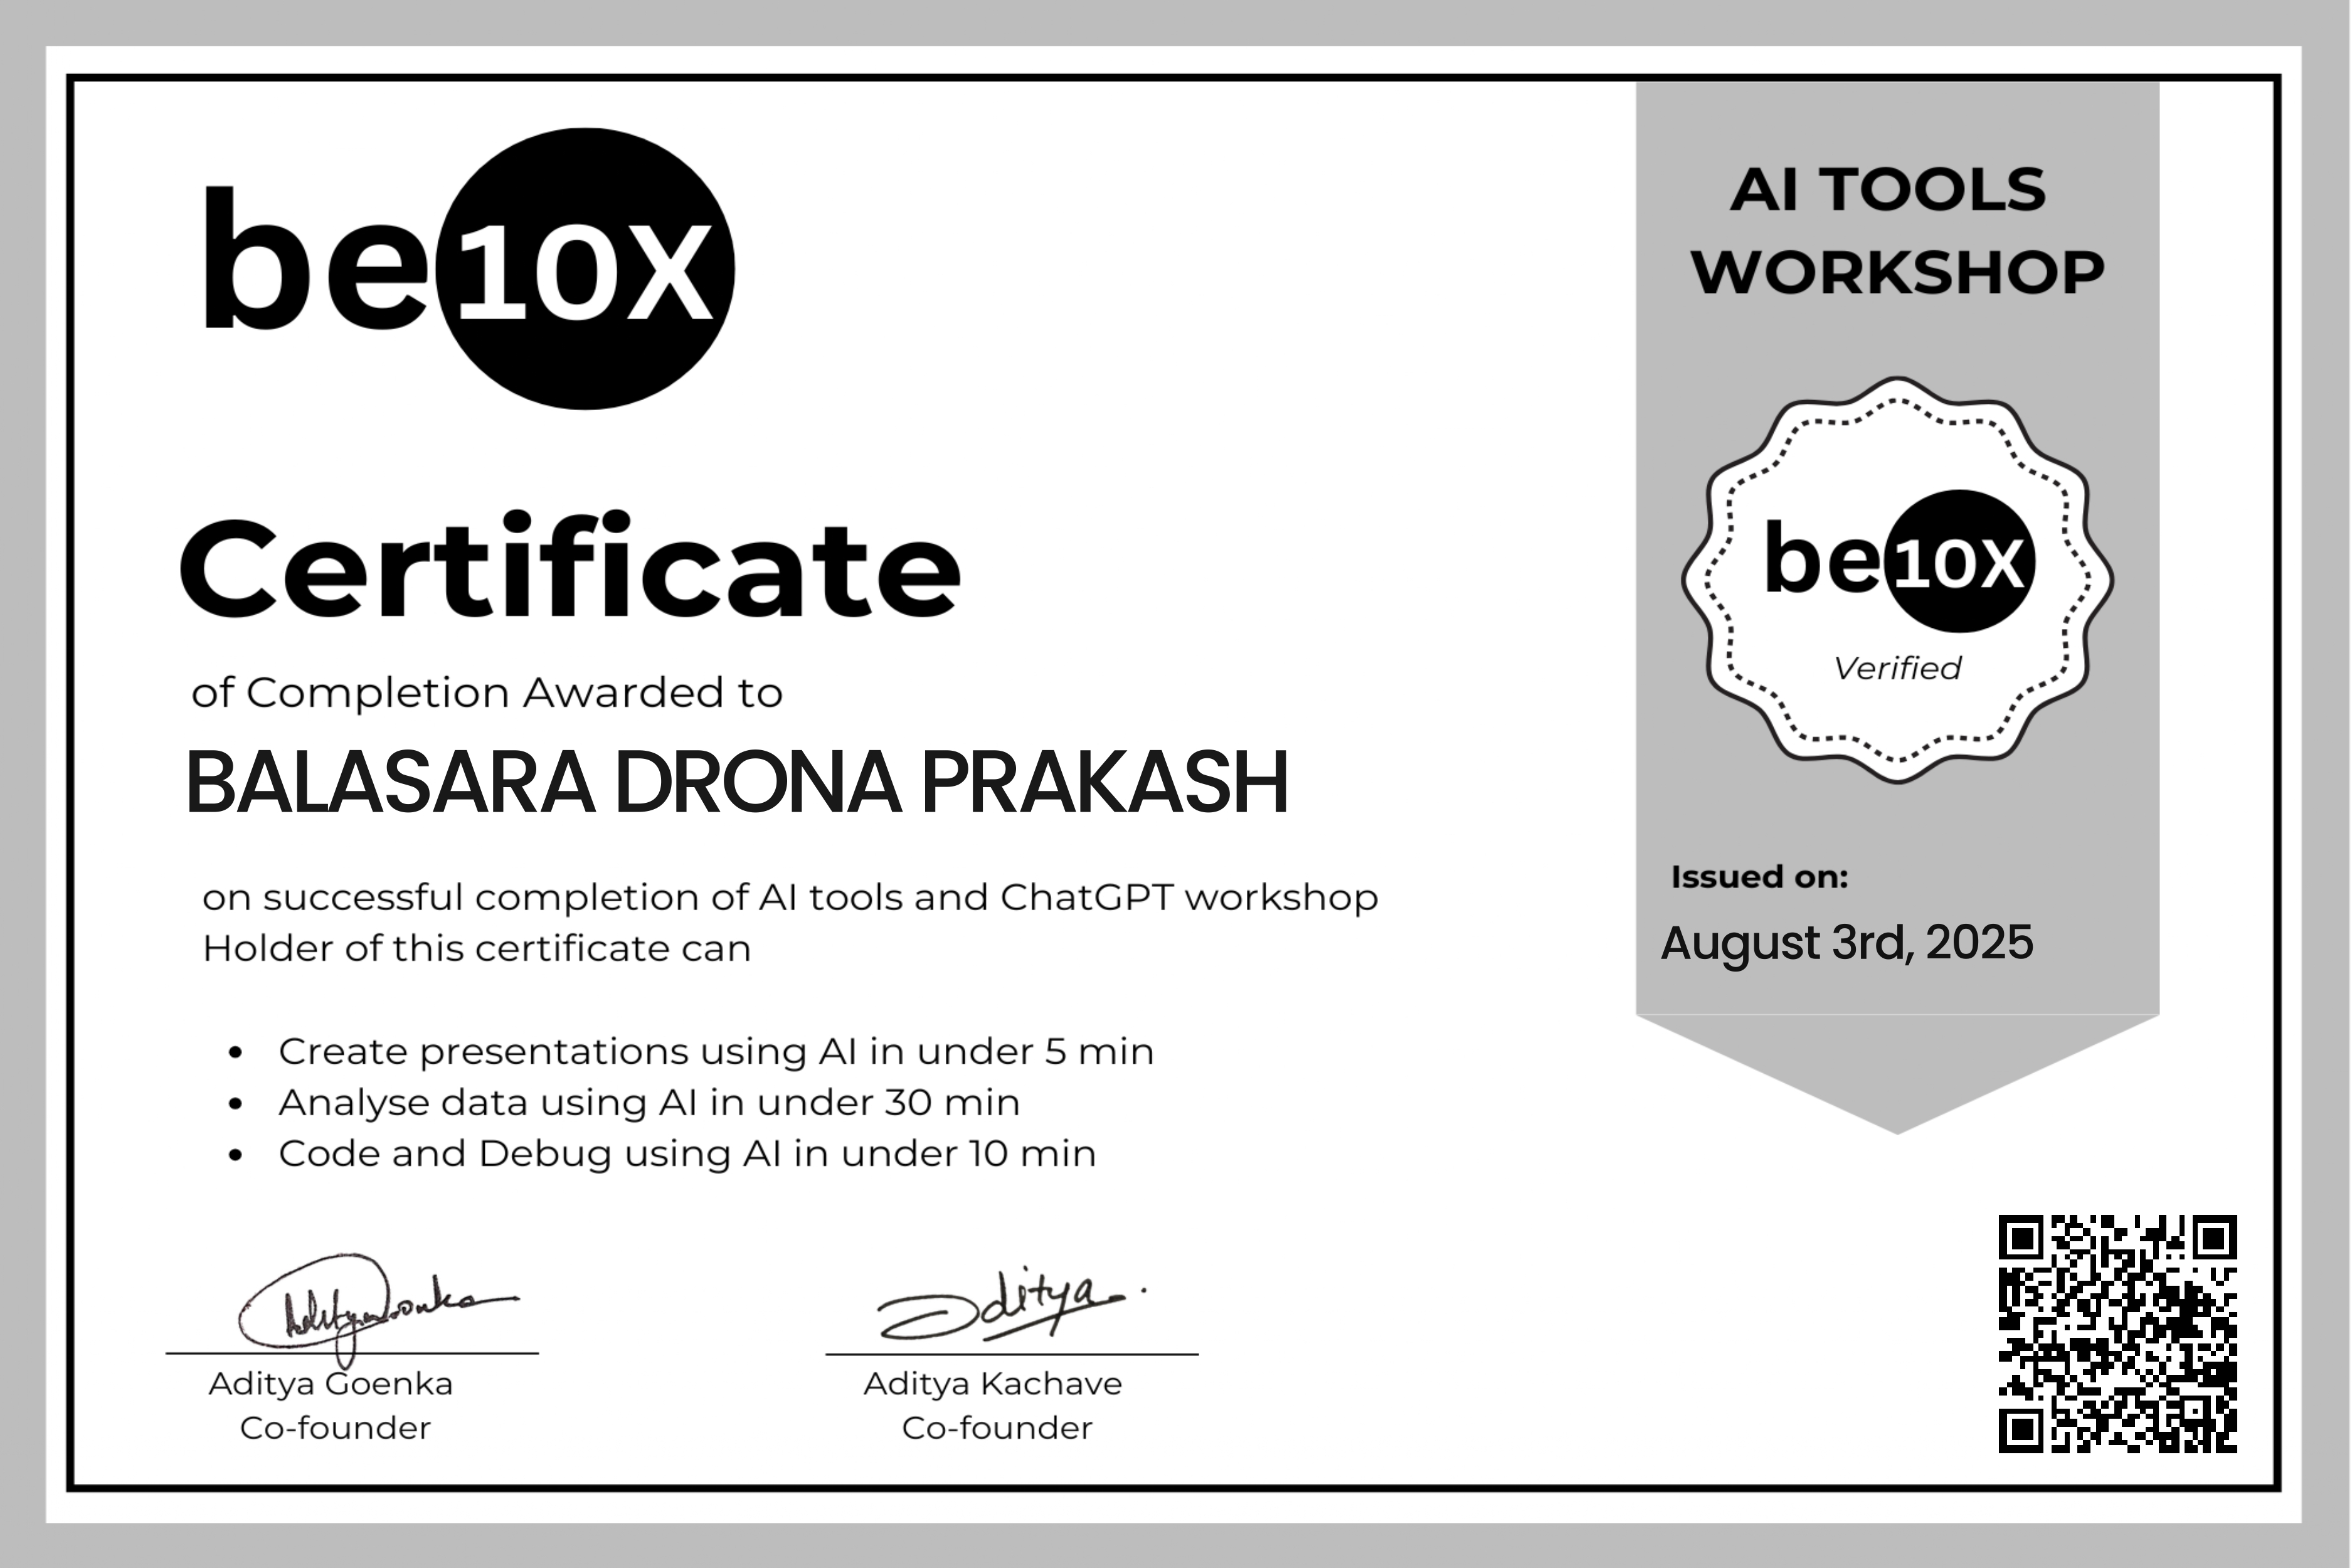 be10X
Certificate
of Completion Awarded to
BALASARA DRONA PRAKASH
on successful completion of AI tools and ChatGPT workshop
Holder of this certificate can
• Create presentations using AI in under 5 min
• Analyse data using AI in under 30 min
• Code and Debug using AI in under 10 min
Aditya Goenka
Co-founder
Aditya.
Aditya Kachave
Co-founder
AI TOOLS
WORKSHOP
be10X
Verified
Issued on:
August 3rd, 2025